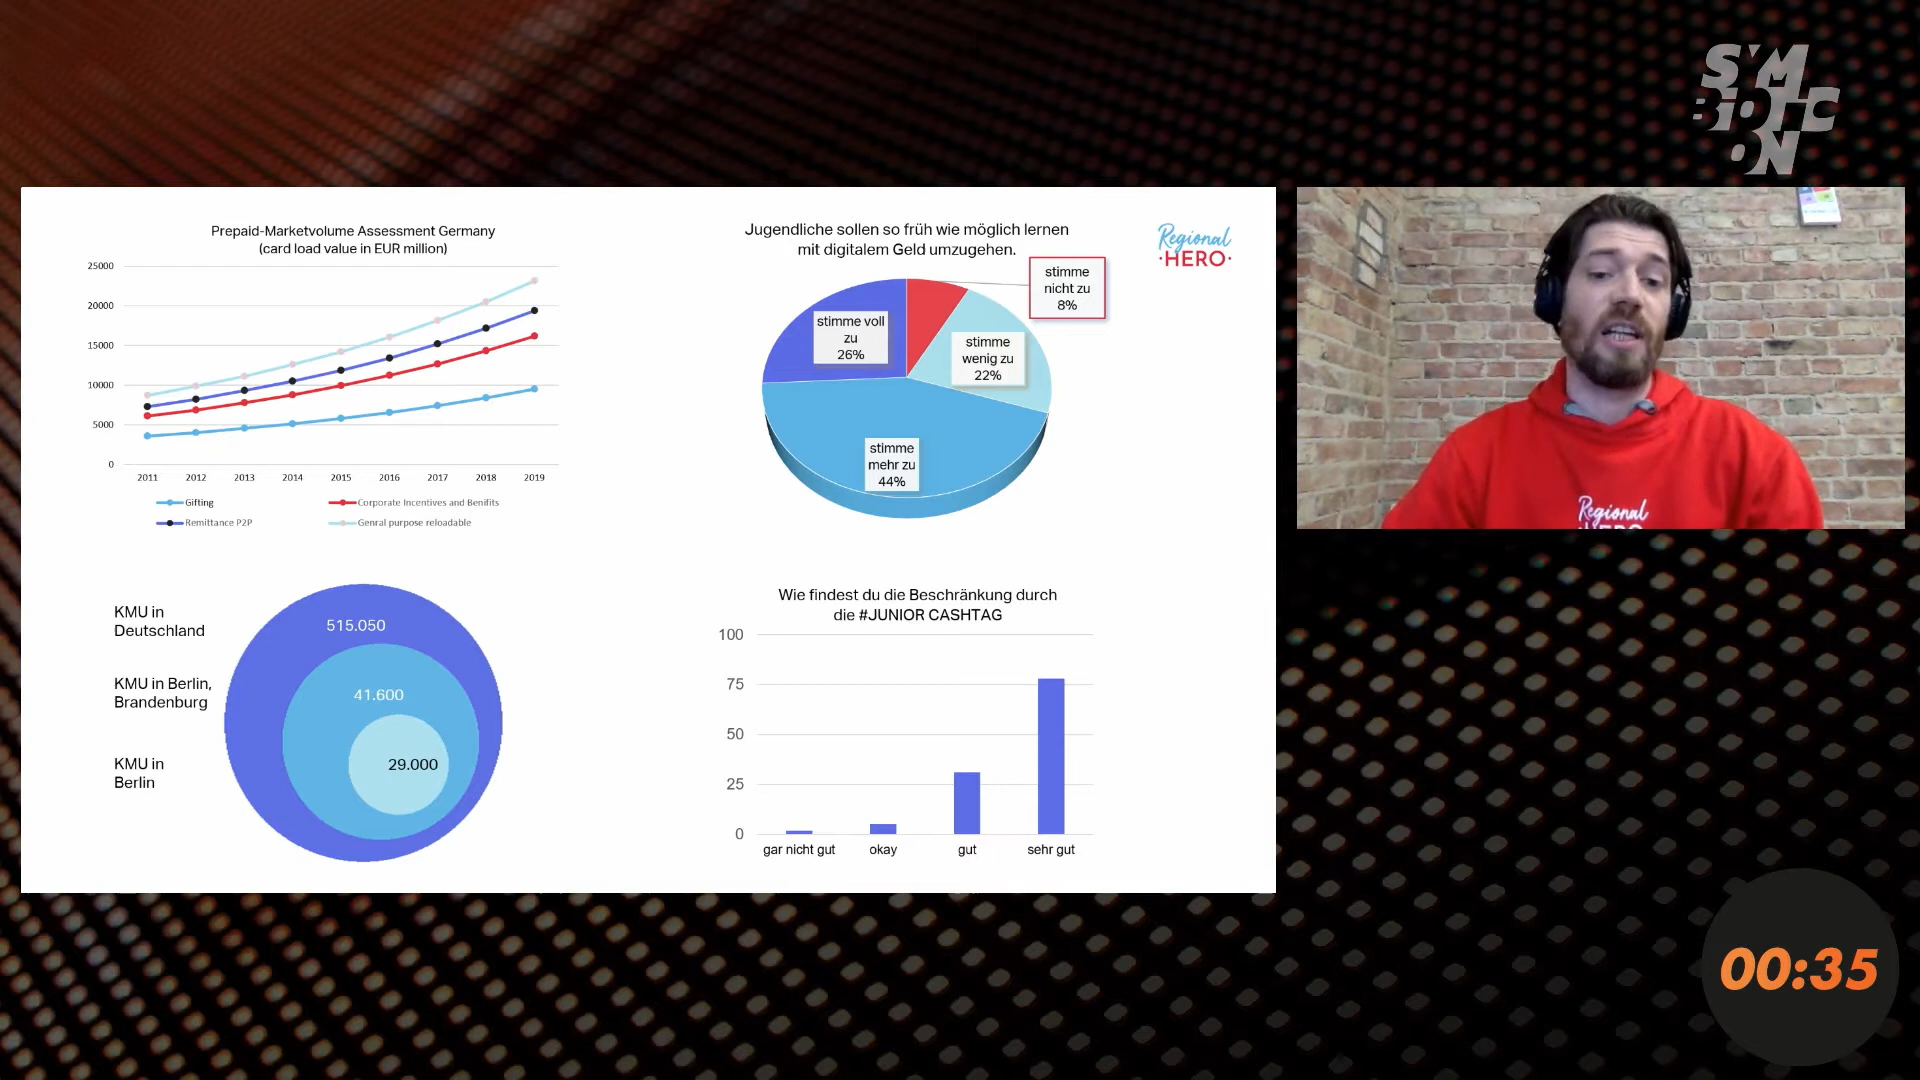 SYM
BIOTIC
ON
Prepaid-Marketvolume Assessment Germany
(card load value in EUR million)
25000
20000
15000
10000
5000
0
2011 2012 2013 2014 2015 2016 2017 2018 2019
Gifting
Corporate Incentives and Benifits
Remittance P2P
Genral purpose reloadable
Jugendliche sollen so früh wie möglich lernen
mit digitalem Geld umzugehen.
stimme
nicht zu
8%
stimme voll
zu
26%
stimme
wenig zu
22%
stimme
mehr zu
44%
Regional
·HERO·
KMU in
Deutschland
515.050
KMU in Berlin,
Brandenburg
41.600
KMU in
Berlin
29.000
Wie findest du die Beschränkung durch
die #JUNIOR CASHTAG
100
75
50
25
0
gar nicht gut okay gut sehr gut
Regional
HERO
00:35